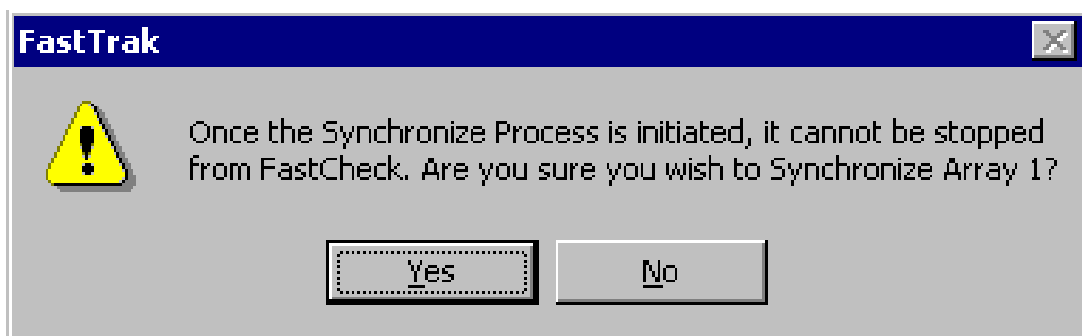 FastTrak
Once the Synchronize Process is initiated, it cannot be stopped
from FastCheck. Are you sure you wish to Synchronize Array 1?
Yes No